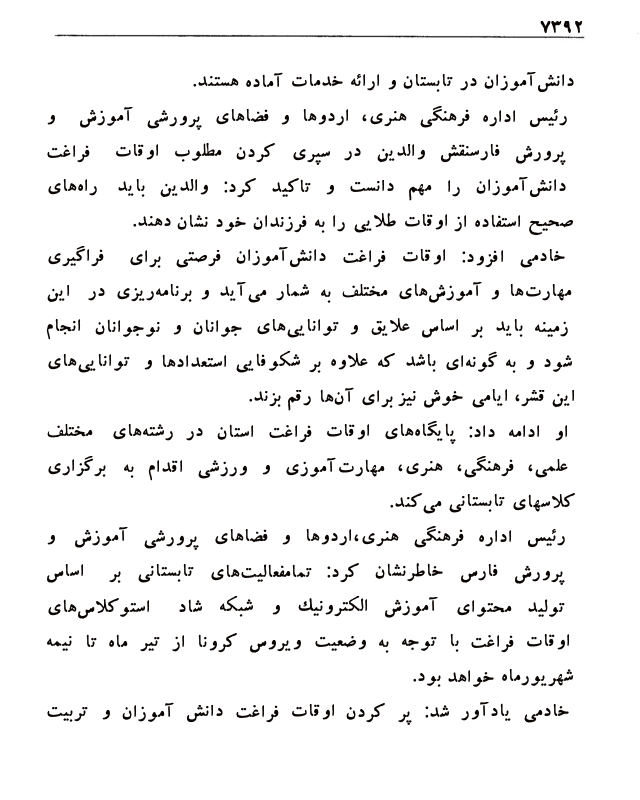 ۷۳۹۲
دانش‌آموزان در تابستان و ارائه خدمات آماده هستند.
رئیس اداره فرهنگی هنری، اردوها و فضاهای پرورشی آموزش و
پرورش فارسنقش والدین در سپری کردن مطلوب اوقات فراغت
دانش‌آموزان را مهم دانست و تاکید کرد: والدین باید راه‌های
صحیح استفاده از اوقات طلایی را به فرزندان خود نشان دهند.
خادمی افزود: اوقات فراغت دانش‌آموزان فرصتی برای فراگیری
مهارت‌ها و آموزش‌های مختلف به شمار می‌آید و برنامه‌ریزی در این
زمینه باید بر اساس علایق و توانایی‌های جوانان و نوجوانان انجام
شود و به گونه‌ای باشد که علاوه بر شکوفایی استعدادها و توانایی‌های
این قشر، ایامی خوش نیز برای آن‌ها رقم بزند.
او ادامه داد: پایگاه‌های اوقات فراغت استان در رشته‌های مختلف
علمی، فرهنگی، هنری، مهارت‌آموزی و ورزشی اقدام به برگزاری
کلاسهای تابستانی می‌کند.
رئیس اداره فرهنگی هنری،اردوها و فضاهای پرورشی آموزش و
پرورش فارس خاطرنشان کرد: تمامفعالیت‌های تابستانی بر اساس
تولید محتوای آموزش الکترونیك و شبکه شاد استوکلاس‌های
اوقات فراغت با توجه به وضعیت ویروس کرونا از تیر ماه تا نیمه
شهریورماه خواهد بود.
خادمی یادآور شد: پر کردن اوقات فراغت دانش آموزان و تربیت